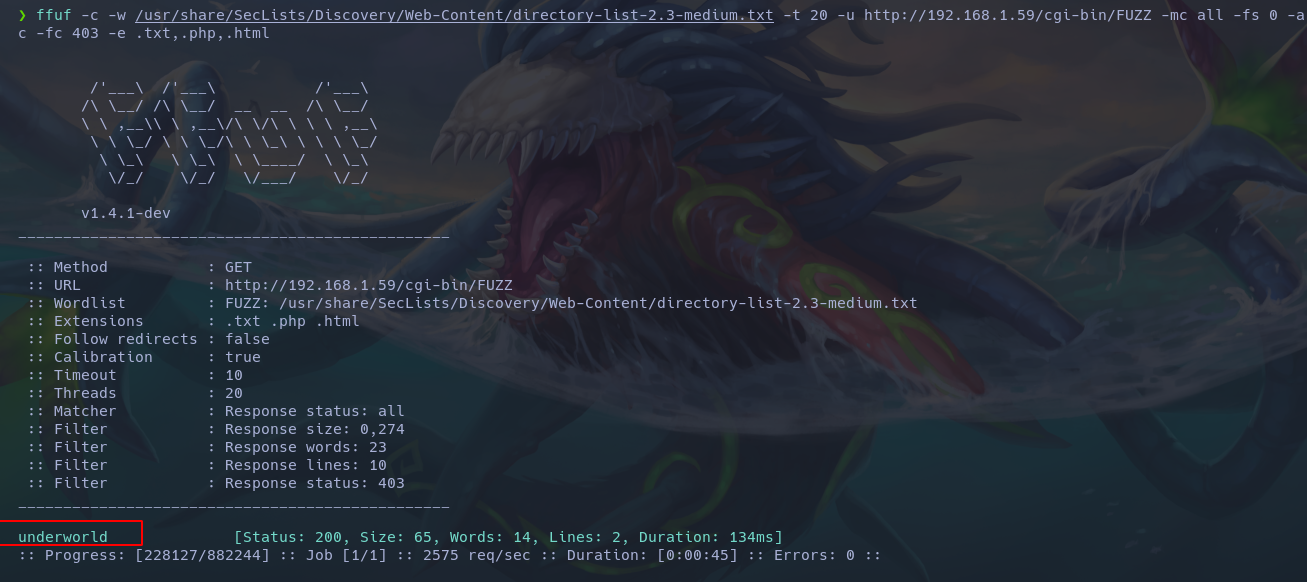 ❯ ffuf -c -w /usr/share/SecLists/Discovery/Web-Content/directory-list-2.3-medium.txt -t 20 -u http://192.168.1.59/cgi-bin/FUZZ -mc all -fs 0 -a
c -fc 403 -e .txt,.php,.html
        /'___\  /'___\           /'___\
       /\ \__/ /\ \__/  __  __  /\ \__/
       \ \ ,__\\ \ ,__\/\ \/\ \ \ \ ,__\
        \ \ \_/ \ \ \_/\ \ \_\ \ \ \ \_/
         \ \_\   \ \_\  \ \____/  \ \_\
          \/_/    \/_/   \/___/    \/_/
v1.4.1-dev
________________________________________________
:: Method : GET
:: URL : http://192.168.1.59/cgi-bin/FUZZ
:: Wordlist : FUZZ: /usr/share/SecLists/Discovery/Web-Content/directory-list-2.3-medium.txt
:: Extensions : .txt .php .html
:: Follow redirects : false
:: Calibration : true
:: Timeout : 10
:: Threads : 20
:: Matcher : Response status: all
:: Filter : Response size: 0,274
:: Filter : Response words: 23
:: Filter : Response lines: 10
:: Filter : Response status: 403
________________________________________________
underworld [Status: 200, Size: 65, Words: 14, Lines: 2, Duration: 134ms]
:: Progress: [228127/882244] :: Job [1/1] :: 2575 req/sec :: Duration: [0:00:45] :: Errors: 0 ::